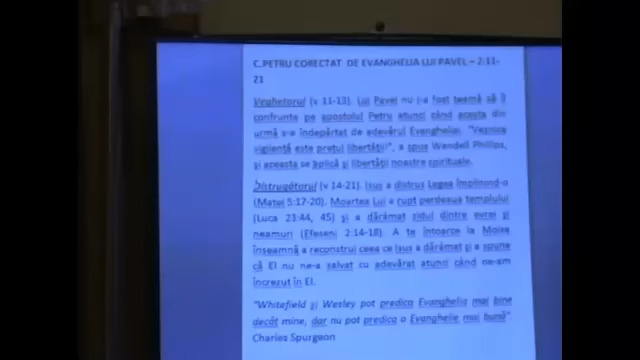 C. PETRU CORECTAT DE EVANGHELIA LUI PAVEL – 2:11-
21
Veghetorul (v 11-13). Lui Pavel nu i-a fost teamă să îl
confrunte pe apostolul Petru atunci când acesta din
urmă s-a îndepărtat de adevărul Evangheliei. "Veșnica
vigilență este prețul libertății!", a spus Wendell Phillips,
și aceasta se aplică și libertății noastre spirituale.
Distrugătorul (v 14-21). Isus a distrus Legea împlinind-o
(Matei 5:17-20). Moartea Lui a rupt perdeaua templului
(Luca 23:44, 45) și a dărâmat zidul dintre evrei și
neamuri (Efeseni 2:14-18). A te întoarce la Moise
înseamnă a reconstrui ceea ce Isus a dărâmat și a spune
că El nu ne-a salvat cu adevărat atunci când ne-am
încrezut în El.
"Whitefield și Wesley pot predica Evanghelia mai bine
decât mine, dar nu pot predica o Evanghelie mai bună"
Charles Spurgeon